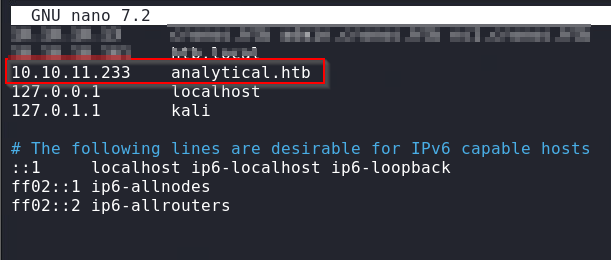 GNU nano 7.2
htb.local
10.10.11.233 analytical.htb
127.0.0.1 localhost
127.0.1.1 kali
# The following lines are desirable for IPv6 capable hosts
::1 localhost ip6-localhost ip6-loopback
ff02::1 ip6-allnodes
ff02::2 ip6-allrouters